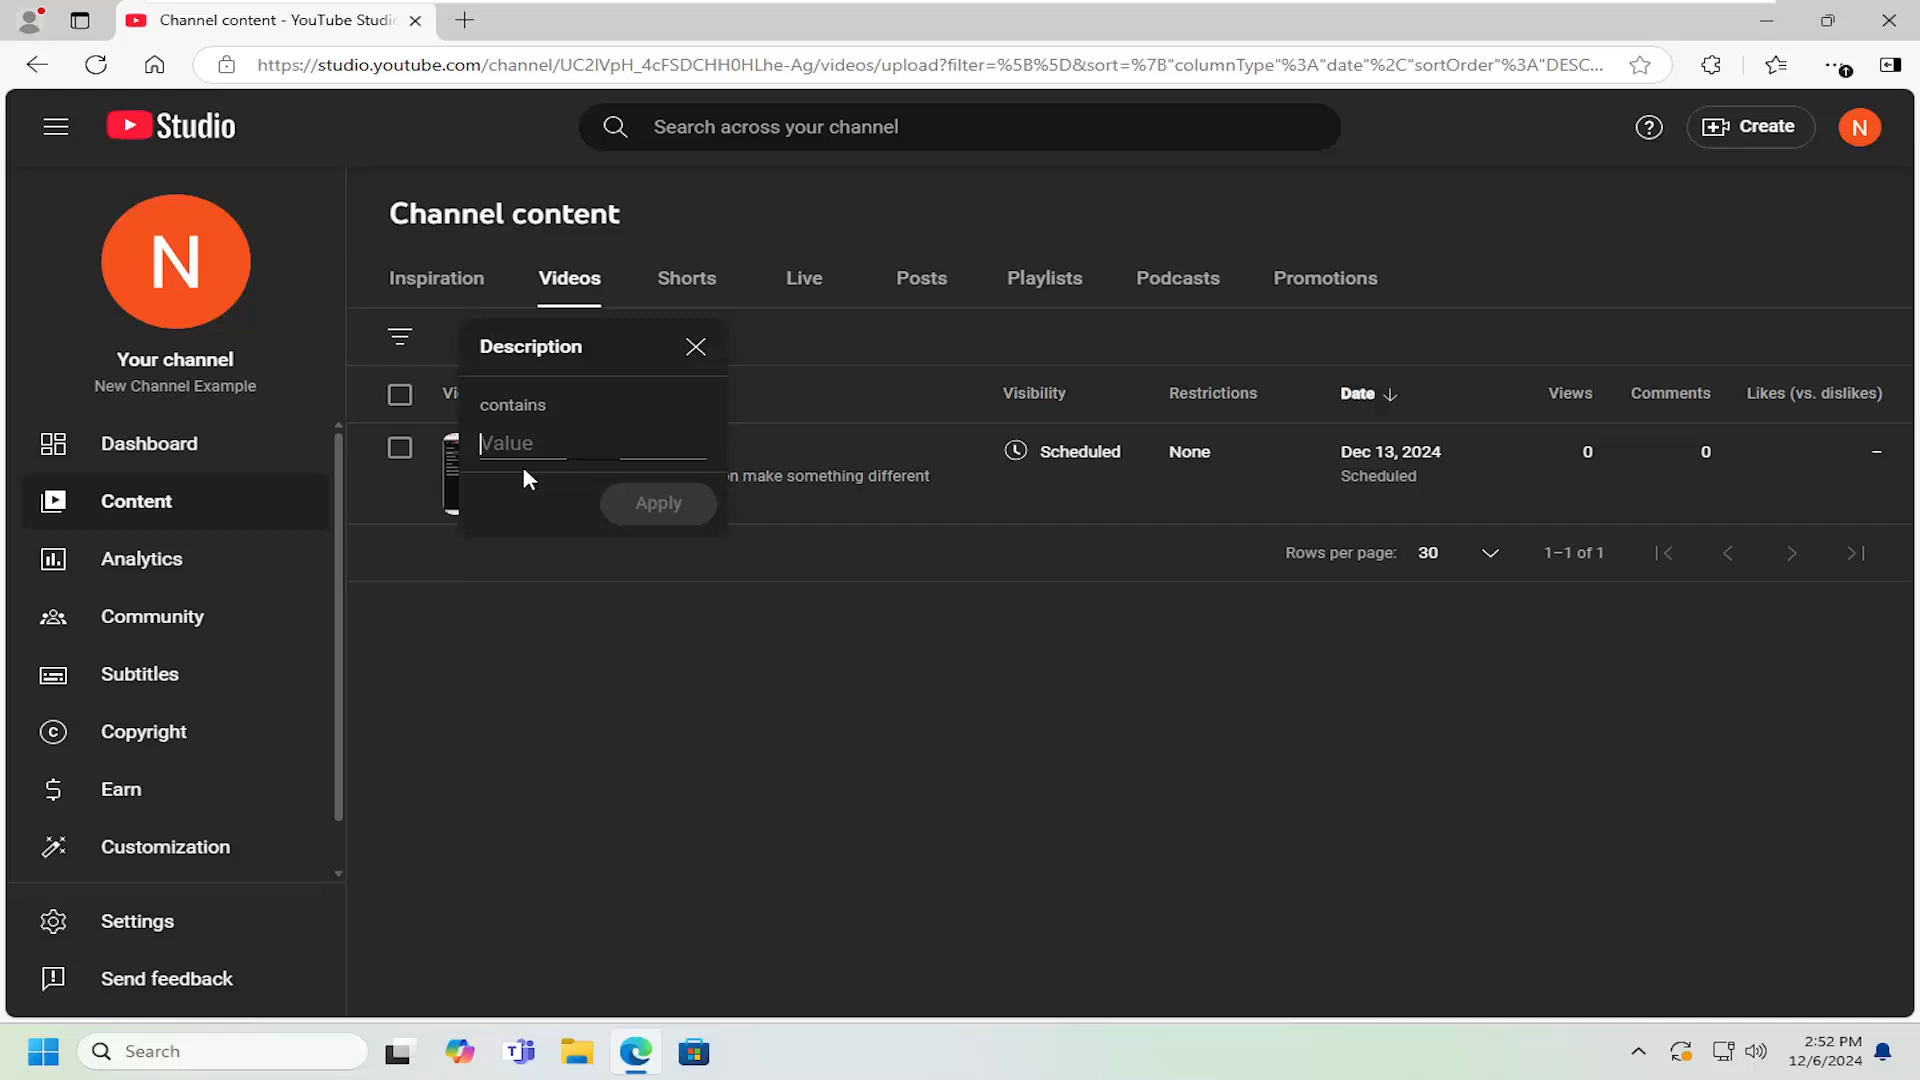 Channel content - YouTube Studi
https://studio.youtube.com/channel/UC2IVpH_4cFSDCHH0HLhe-Ag/videos/upload?filter=%5B%5D&sort=%7B"columnType"%3A"date"%2C"sortOrder"%3A"DESC...
Studio
Search across your channel
Create
N
N
Your channel
New Channel Example
Dashboard
Content
Analytics
Community
Subtitles
Copyright
Earn
Customization
Settings
Send feedback
Channel content
Inspiration Videos Shorts Live Posts Playlists Podcasts Promotions
Description
contains
Value
Apply
Visibility Restrictions Date Views Comments Likes (vs. dislikes)
Scheduled None Dec 13, 2024 0 0 –
make something different Scheduled
Rows per page: 30 1–1 of 1
Search
2:52 PM
12/6/2024